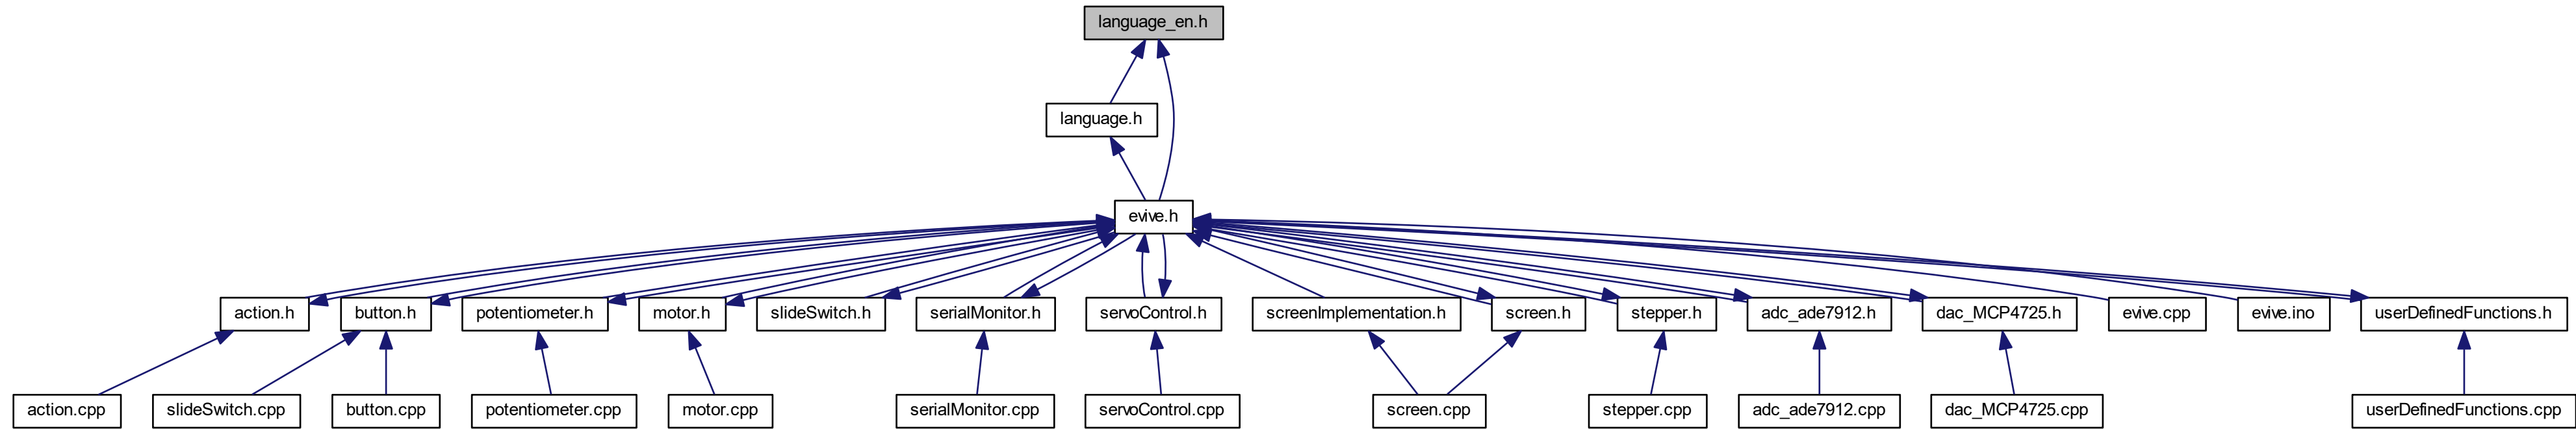 language_en.h
language.h
evive.h
action.h
button.h
potentiometer.h
motor.h
slideSwitch.h
serialMonitor.h
servoControl.h
screenImplementation.h
screen.h
stepper.h
adc_ade7912.h
dac_MCP4725.h
evive.cpp
evive.ino
userDefinedFunctions.h
action.cpp
slideSwitch.cpp
button.cpp
potentiometer.cpp
motor.cpp
serialMonitor.cpp
servoControl.cpp
screen.cpp
stepper.cpp
adc_ade7912.cpp
dac_MCP4725.cpp
userDefinedFunctions.cpp